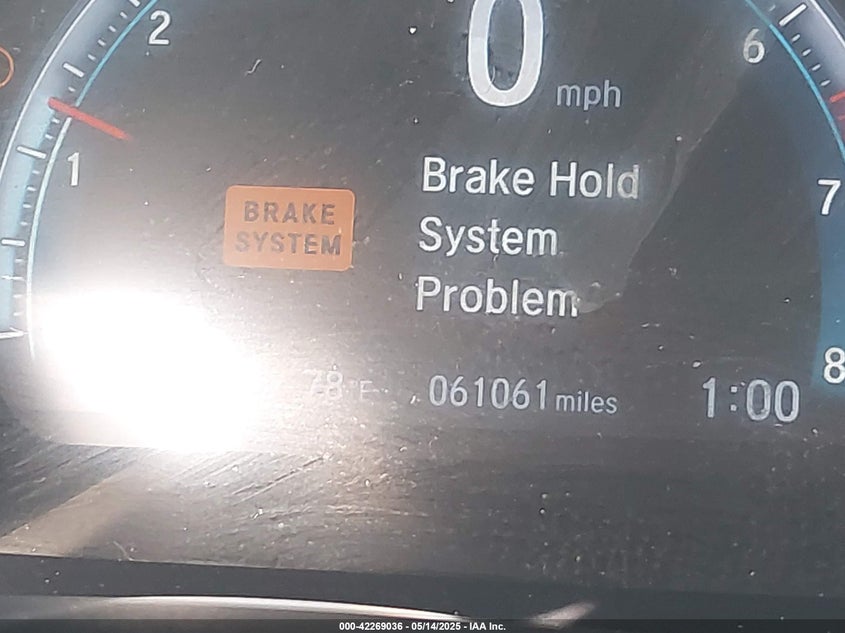 2
0 mph
6
1
7
BRAKE
SYSTEM
Brake Hold
System
Problem
8
78°F
061061 miles
1:00
000-42269036 - 05/14/2025 - IAA Inc.